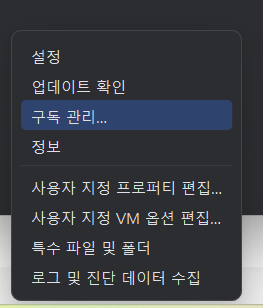 설정
업데이트 확인
구독 관리...
정보
사용자 지정 프로퍼티 편집...
사용자 지정 VM 옵션 편집...
특수 파일 및 폴더
로그 및 진단 데이터 수집